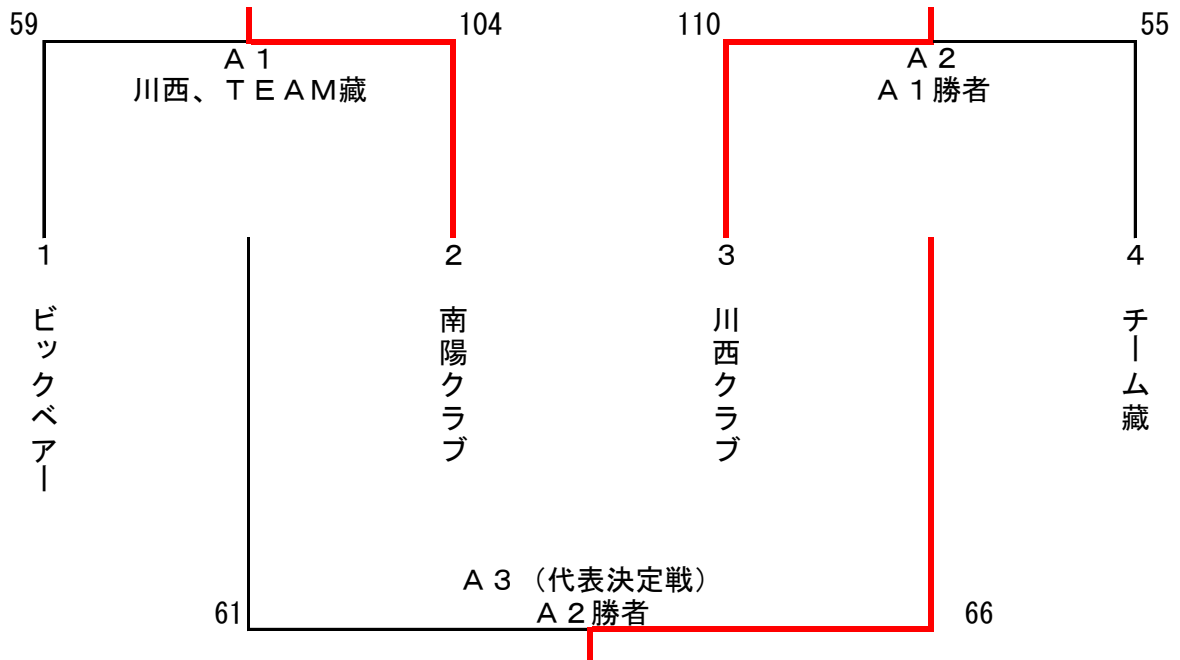 59
104
110
55
Ａ１
川西、ＴＥＡＭ藏
Ａ２
Ａ１勝者
1
2
3
4
ビックベアー
南陽クラブ
川西クラブ
チーム藏
Ａ３（代表決定戦）
Ａ２勝者
61
66